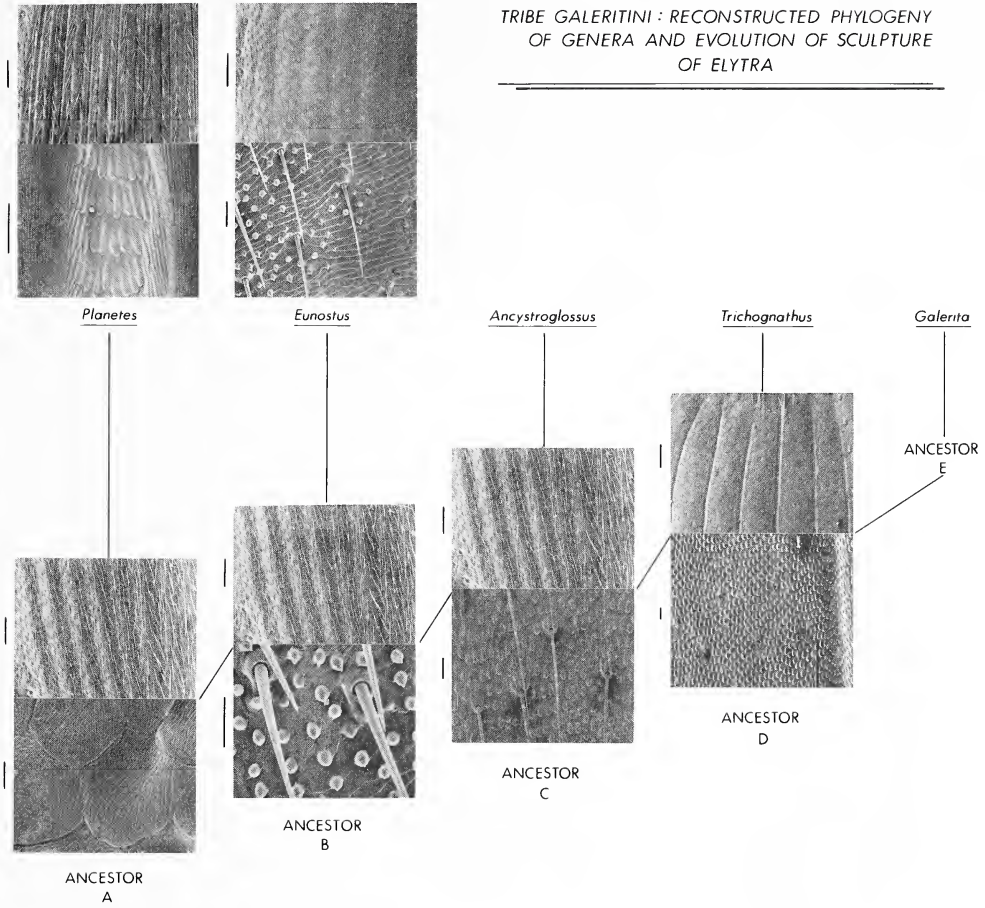 TRIBE GALERITINI : RECONSTRUCTED PHYLOGENY
OF GENERA AND EVOLUTION OF SCULPTURE
OF ELYTRA
Planetes
Eunostus
Ancystroglossus
Trichognathus
Galerita
ANCESTOR
E
ANCESTOR
D
ANCESTOR
C
ANCESTOR
B
ANCESTOR
A